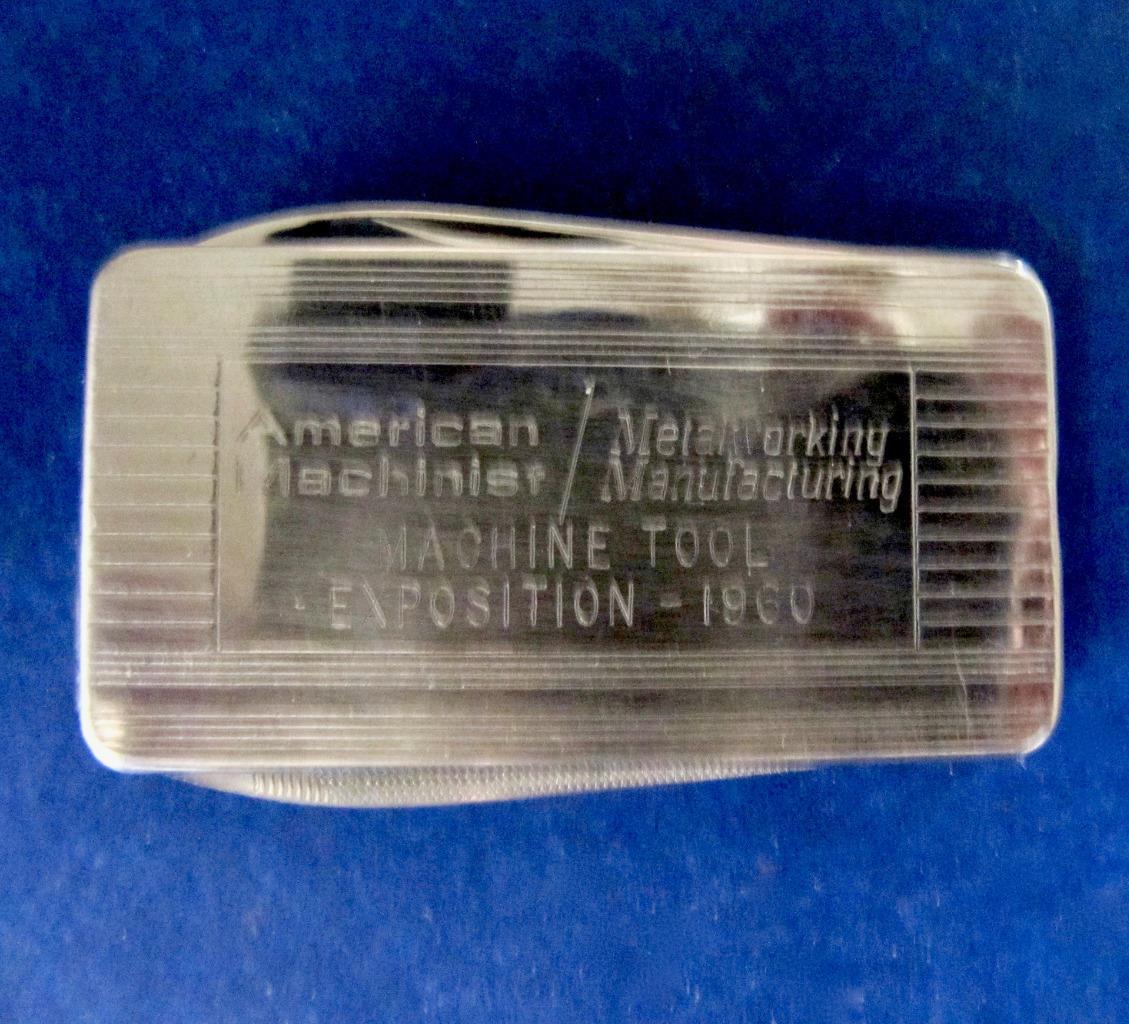 American / Metalworking
Machinist / Manufacturing
MACHINE TOOL
EXPOSITION - 1960